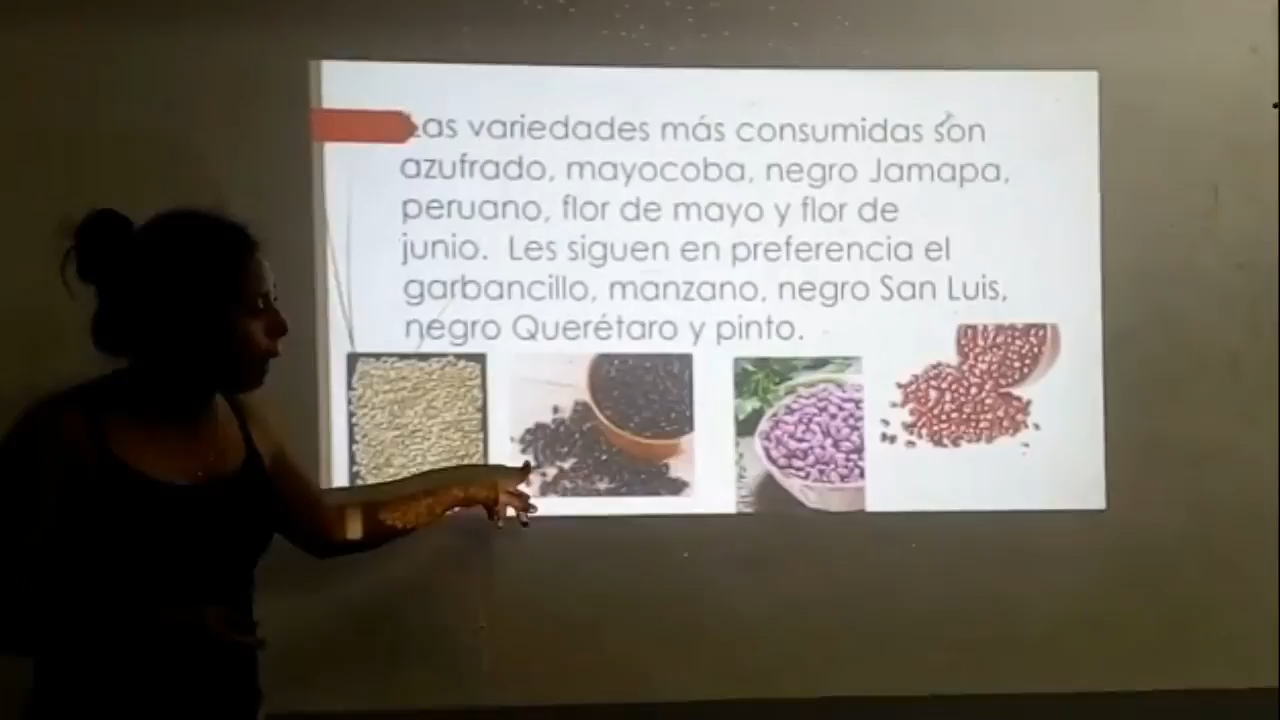 Las variedades más consumidas son
azufrado, mayocoba, negro Jamapa,
peruano, flor de mayo y flor de
junio. Les siguen en preferencia el
garbancillo, manzano, negro San Luis,
negro Querétaro y pinto.